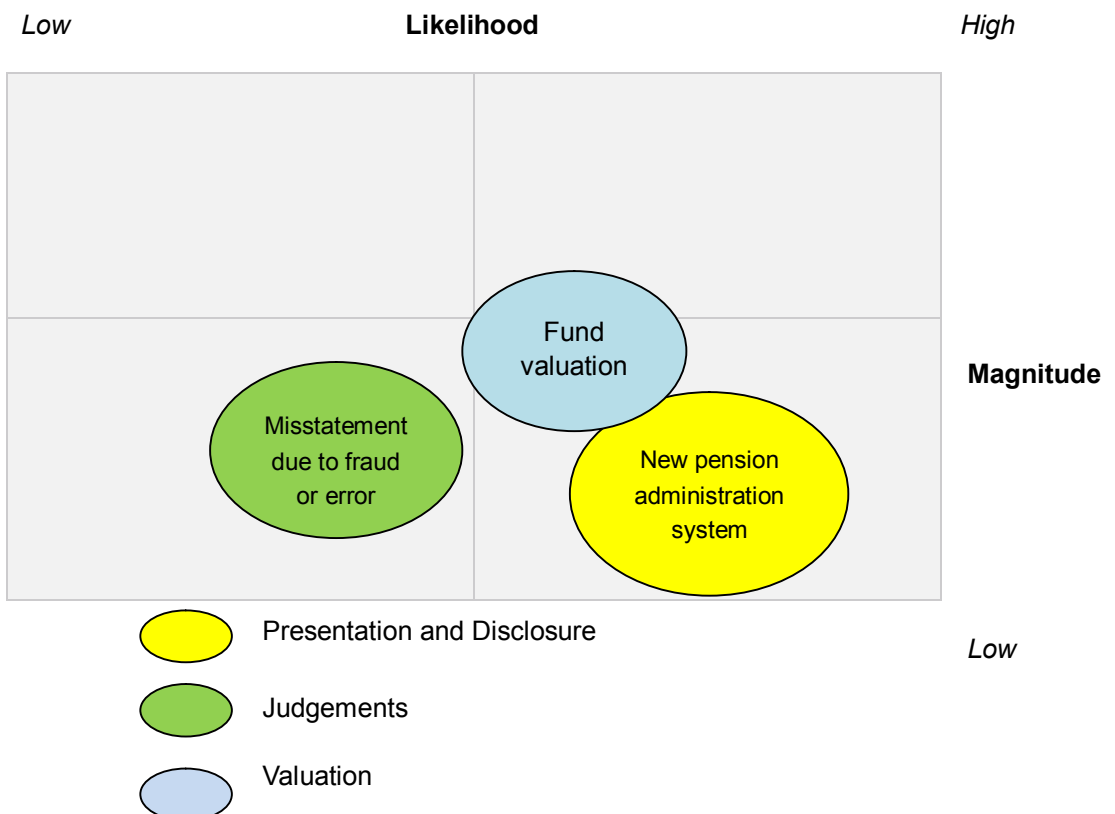 Low
Likelihood
High
Fund
valuation
Magnitude
Misstatement
due to fraud
or error
New pension
administration
system
Presentation and Disclosure
Low
Judgements
Valuation